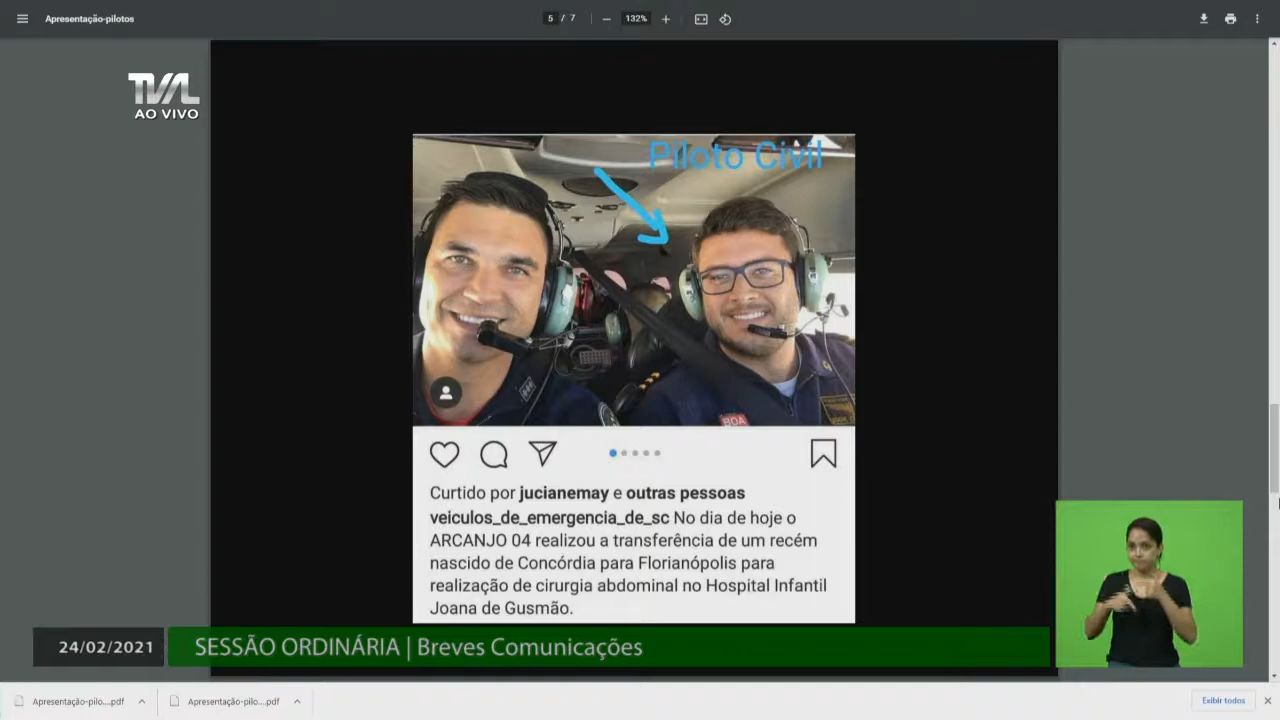 Apresentação-pilotos
5 / 7
132%
TVAL
AO VIVO
Piloto Civil
BOA
Curtido por jucianemay e outras pessoas
veiculos_de_emergencia_de_sc No dia de hoje o
ARCANJO 04 realizou a transferência de um recém
nascido de Concórdia para Florianópolis para
realização de cirurgia abdominal no Hospital Infantil
Joana de Gusmão.
24/02/2021
SESSÃO ORDINÁRIA | Breves Comunicações
Apresentação-pilo....pdf
Apresentação-pilo....pdf
Exibir todos